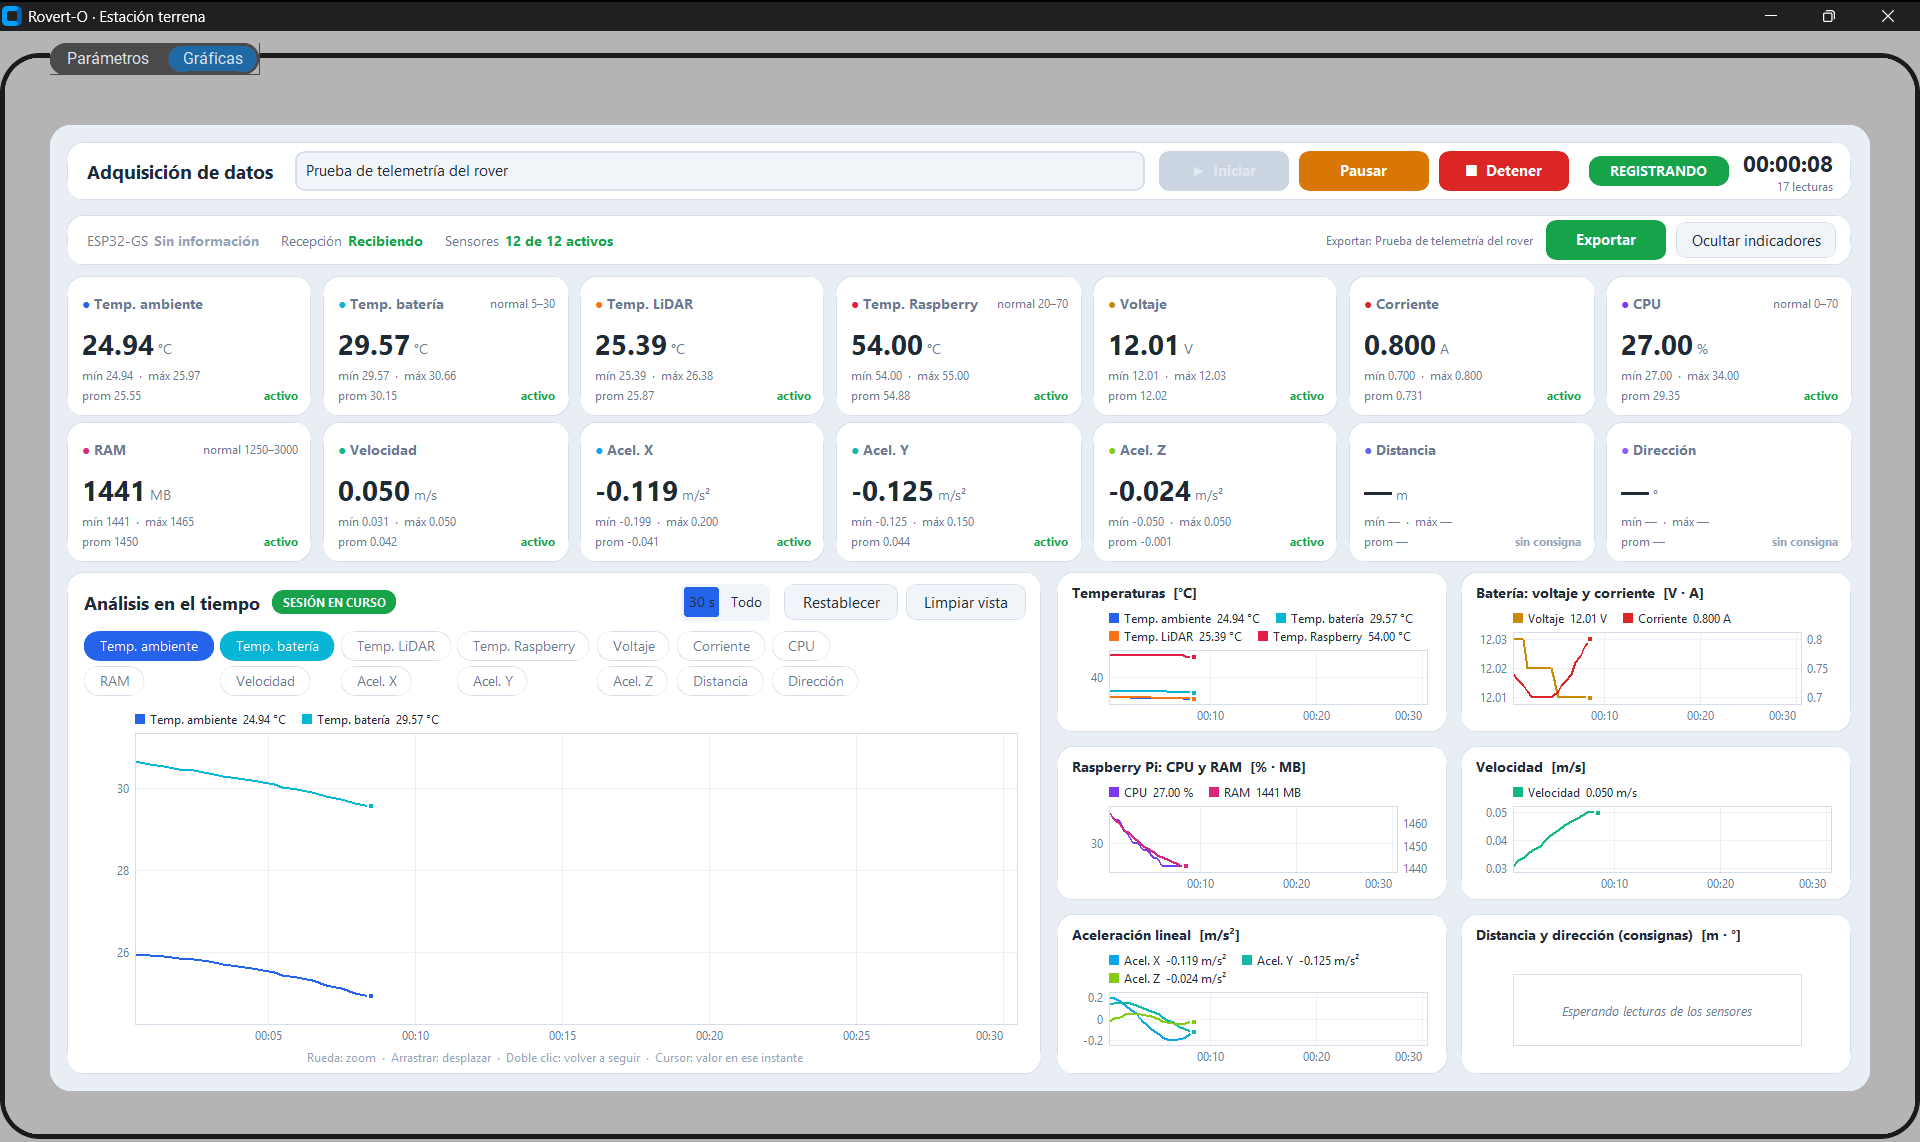 Rovert-O · Estación terrena
Parámetros Gráficas
Adquisición de datos Prueba de telemetría del rover ▶ Iniciar Pausar ■ Detener REGISTRANDO 00:00:08
17 lecturas
ESP32-GS Sin información Recepción Recibiendo Sensores 12 de 12 activos Exportar: Prueba de telemetría del rover Exportar Ocultar indicadores
Temp. ambiente
24.94 °C
mín 24.94 · máx 25.97
prom 25.55 activo
Temp. batería normal 5–30
29.57 °C
mín 29.57 · máx 30.66
prom 30.15 activo
Temp. LiDAR
25.39 °C
mín 25.39 · máx 26.38
prom 25.87 activo
Temp. Raspberry normal 20–70
54.00 °C
mín 54.00 · máx 55.00
prom 54.88 activo
Voltaje
12.01 V
mín 12.01 · máx 12.03
prom 12.02 activo
Corriente
0.800 A
mín 0.700 · máx 0.800
prom 0.731 activo
CPU normal 0–70
27.00 %
mín 27.00 · máx 34.00
prom 29.35 activo
RAM normal 1250–3000
1441 MB
mín 1441 · máx 1465
prom 1450 activo
Velocidad
0.050 m/s
mín 0.031 · máx 0.050
prom 0.042 activo
Acel. X
-0.119 m/s²
mín -0.199 · máx 0.200
prom -0.041 activo
Acel. Y
-0.125 m/s²
mín -0.125 · máx 0.150
prom 0.044 activo
Acel. Z
-0.024 m/s²
mín -0.050 · máx 0.050
prom -0.001 activo
Distancia
— m
mín — · máx —
prom — sin consigna
Dirección
— °
mín — · máx —
prom — sin consigna
Análisis en el tiempo SESIÓN EN CURSO 30 s Todo Restablecer Limpiar vista
Temp. ambiente Temp. batería Temp. LiDAR Temp. Raspberry Voltaje Corriente CPU
RAM Velocidad Acel. X Acel. Y Acel. Z Distancia Dirección
Temp. ambiente 24.94 °C Temp. batería 29.57 °C
30
28
26
00:05 00:10 00:15 00:20 00:25 00:30
Rueda: zoom · Arrastrar: desplazar · Doble clic: volver a seguir · Cursor: valor en ese instante
Temperaturas [°C]
Temp. ambiente 24.94 °C Temp. batería 29.57 °C
Temp. LiDAR 25.39 °C Temp. Raspberry 54.00 °C
40
00:10 00:20 00:30
Batería: voltaje y corriente [V · A]
Voltaje 12.01 V Corriente 0.800 A
12.03 0.8
12.02 0.75
12.01 0.7
00:10 00:20 00:30
Raspberry Pi: CPU y RAM [% · MB]
CPU 27.00 % RAM 1441 MB
1460
30 1450
1440
00:10 00:20 00:30
Velocidad [m/s]
Velocidad 0.050 m/s
0.05
0.04
0.03
00:10 00:20 00:30
Aceleración lineal [m/s²]
Acel. X -0.119 m/s² Acel. Y -0.125 m/s²
Acel. Z -0.024 m/s²
0.2
0
-0.2
00:10 00:20 00:30
Distancia y dirección (consignas) [m · °]
Esperando lecturas de los sensores